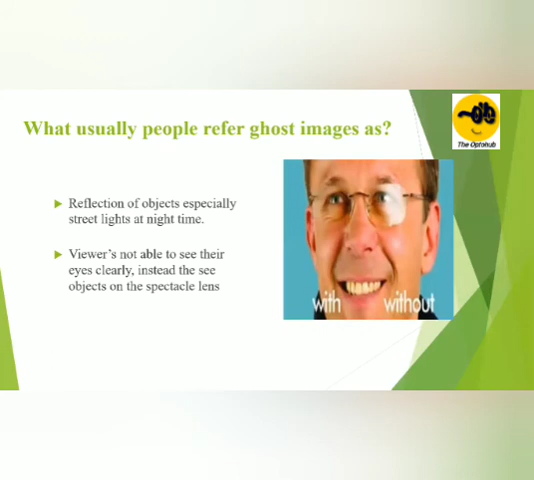 What usually people refer ghost images as?
The Optohub
Reflection of objects especially
street lights at night time.
Viewer's not able to see their
eyes clearly, instead the see
objects on the spectacle lens
with without